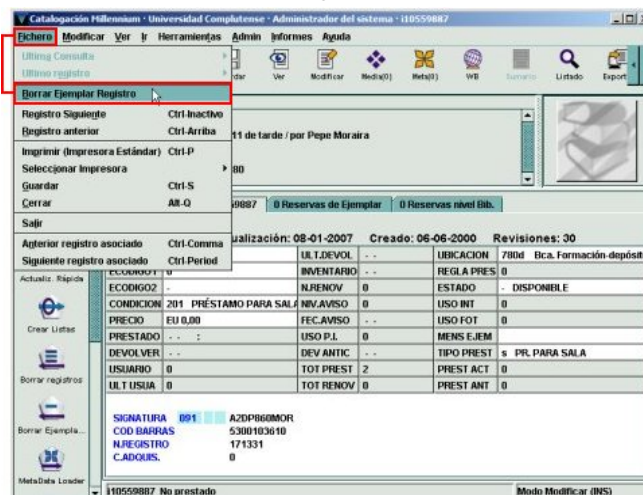 Catalogación Millennium · Universidad Complutense · Administrador del sistema · i10559887
Fichero Modificar Ver Ir Herramientas Admin Informes Ayuda
Ultima Consulta
Ultimo registro
Borrar Ejemplar Registro
Registro Siguiente Ctrl-Inactivo
Registro anterior Ctrl-Arriba
Imprimir (Impresora Estándar) Ctrl-P
Seleccionar Impresora
Guardar Ctrl-S
Cerrar Alt-Q
Salir
Anterior registro asociado Ctrl-Comma
Siguiente registro asociado Ctrl-Period
dar Ver Modificar Media(0) Meta(0) WB Sumario Listado Export
11 de tarde / por Pepe Moraira
80
59887 0 Reservas de Ejemplar 0 Reservas nivel Bib.
ualización: 08-01-2007 Creado: 06-06-2000 Revisiones: 30
ULT.DEVOL - - UBICACION 780d Bca. Formación-depósit
ECODIGO1 0 INVENTARIO - - REGLA PRES 0
ECODIGO2 - N.RENOV 0 ESTADO - DISPONIBLE
CONDICION 201 PRÉSTAMO PARA SALA NIV.AVISO 0 USO INT 0
PRECIO EU 0,00 FEC.AVISO - - USO FOT 0
PRESTADO - - : USO P.I. 0 MENS EJEM
DEVOLVER - - DEV ANTIC - - TIPO PREST s PR. PARA SALA
USUARIO 0 TOT PREST 2 PREST ACT 0
ULT USUA 0 TOT RENOV 0 PREST ANT 0
SIGNATURA 091 A2DP860MOR
COD BARRAS 5300103610
N.REGISTRO 171331
C.ADQUIS. 0
Actualiz. Rápida
Crear Listas
Borrar registros
Borrar Ejempla...
MetaData Loader
i10559887 No prestado Modo Modificar (INS)